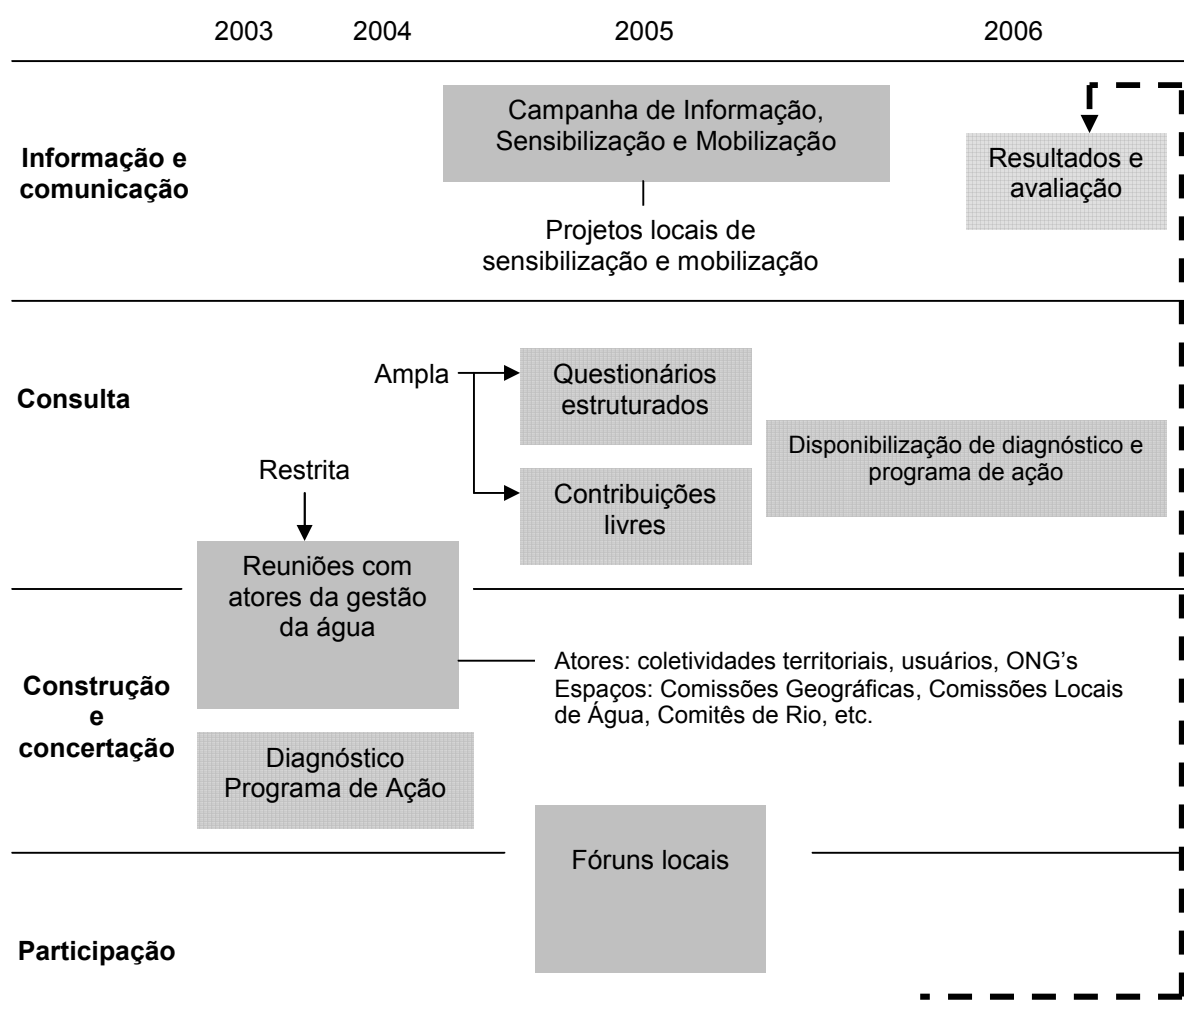 2003 2004 2005 2006
Campanha de Informação,
Sensibilização e Mobilização
Informação e
comunicação
Resultados e
avaliação
Projetos locais de
sensibilização e mobilização
Consulta
Ampla
Questionários
estruturados
Disponibilização de diagnóstico e
programa de ação
Restrita
Contribuições
livres
Reuniões com
atores da gestão
da água
Construção
e
concertação
Atores: coletividades territoriais, usuários, ONG's
Espaços: Comissões Geográficas, Comissões Locais
de Água, Comitês de Rio, etc.
Diagnóstico
Programa de Ação
Fóruns locais
Participação